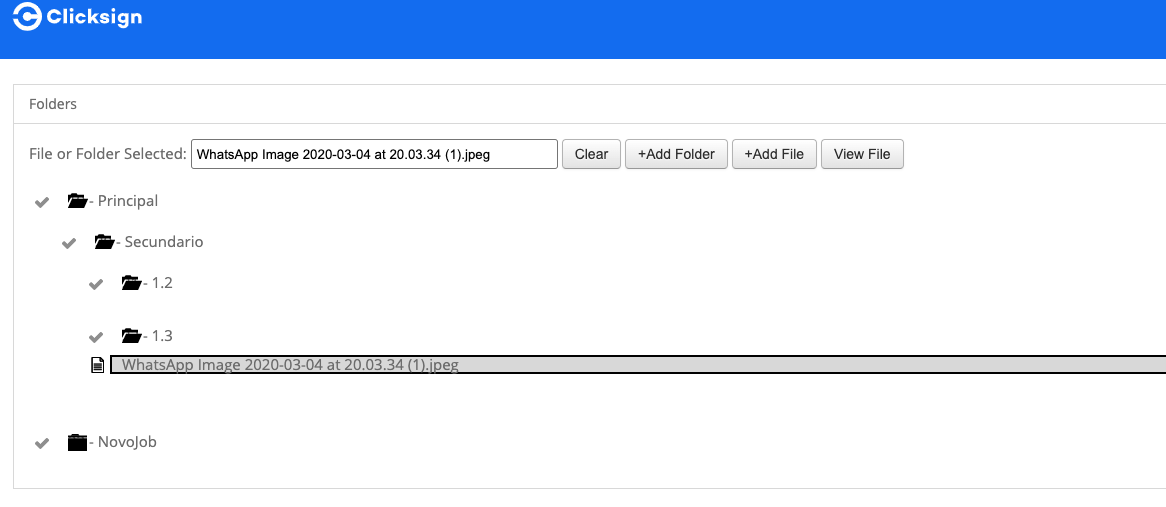 Clicksign
Folders
File or Folder Selected: WhatsApp Image 2020-03-04 at 20.03.34 (1).jpeg Clear +Add Folder +Add File View File
- Principal
- Secundario
- 1.2
- 1.3
WhatsApp Image 2020-03-04 at 20.03.34 (1).jpeg
- NovoJob